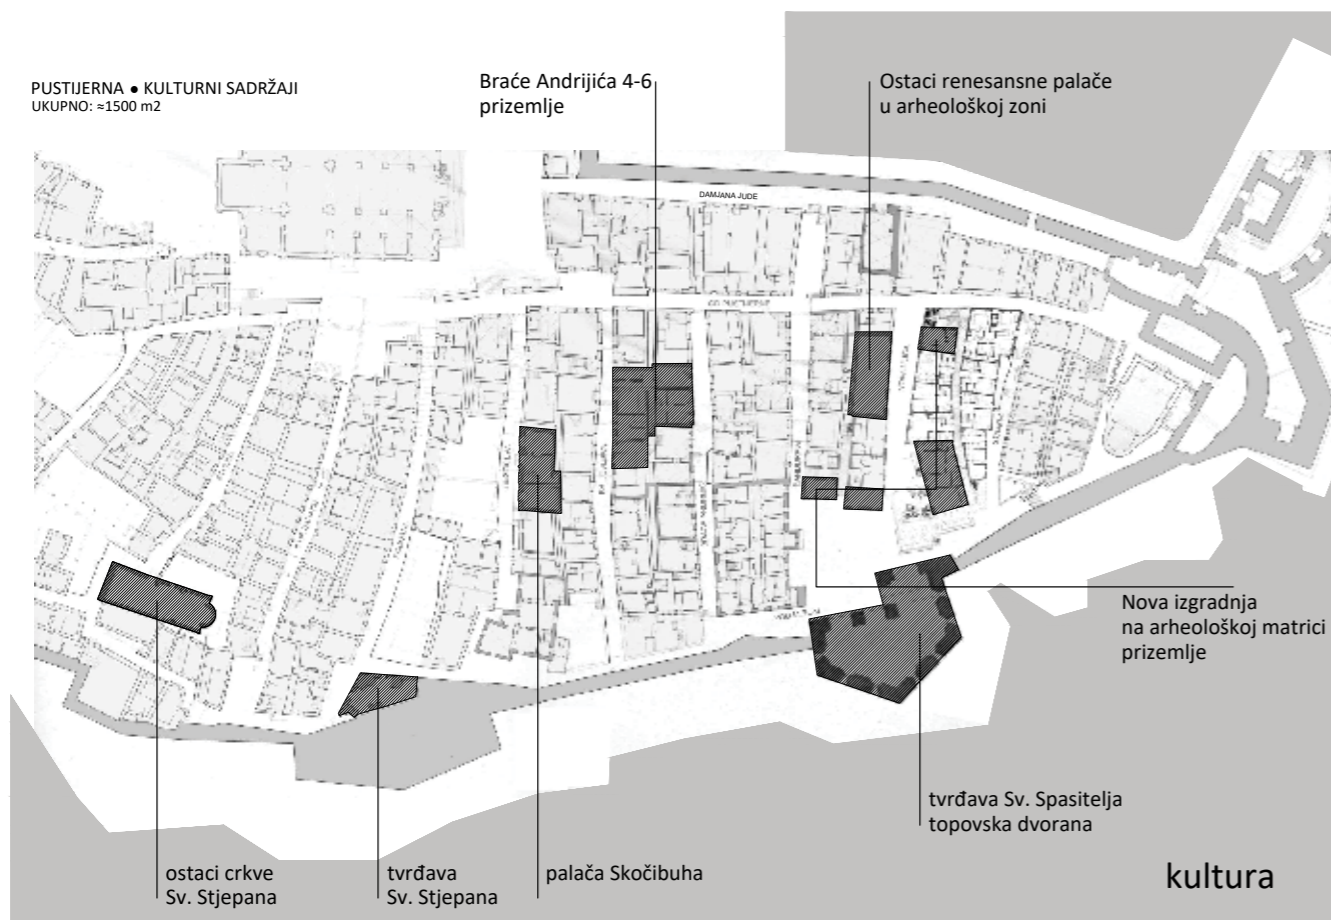 PUSTIJERNA ● KULTURNI SADRŽAJI
UKUPNO: ≈1500 m2
Braće Andrijića 4-6
prizemlje
Ostaci renesansne palače
u arheološkoj zoni
DAMJANA JUDE
Nova izgradnja
na arheološkoj matrici
prizemlje
tvrđava Sv. Spasitelja
topovska dvorana
ostaci crkve
Sv. Stjepana
tvrđava
Sv. Stjepana
palača Skočibuha
kultura